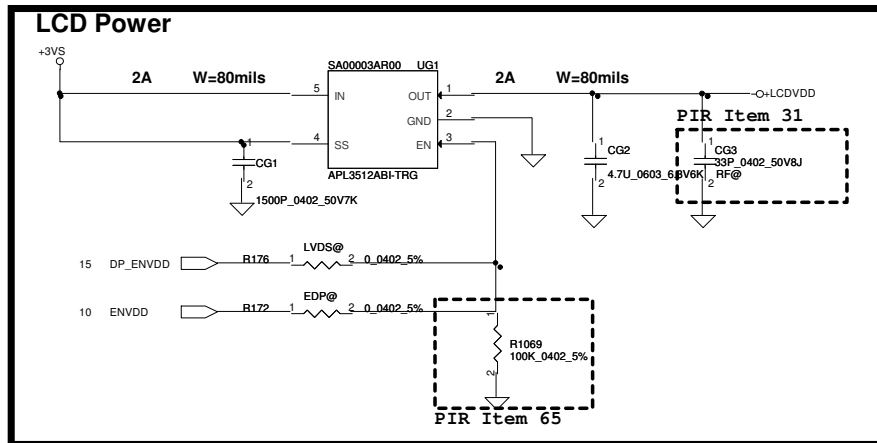 LCD Power
+3VS
SA00003AR00 UG1
2A W=80mils
2A W=80mils
5 IN OUT 1
+LCDVDD
GND 2
PIR Item 31
4 SS EN 3
1
CG1
2
1500P_0402_50V7K
APL3512ABI-TRG
1
CG2
2
4.7U_0603_6.3V6K
1
CG3
33P_0402_50V8J
2
RF@
LVDS@
15 DP_ENVDD R176 1 2 0_0402_5%
EDP@
10 ENVDD R172 1 2 0_0402_5%
1
R1069
100K_0402_5%
2
PIR Item 65